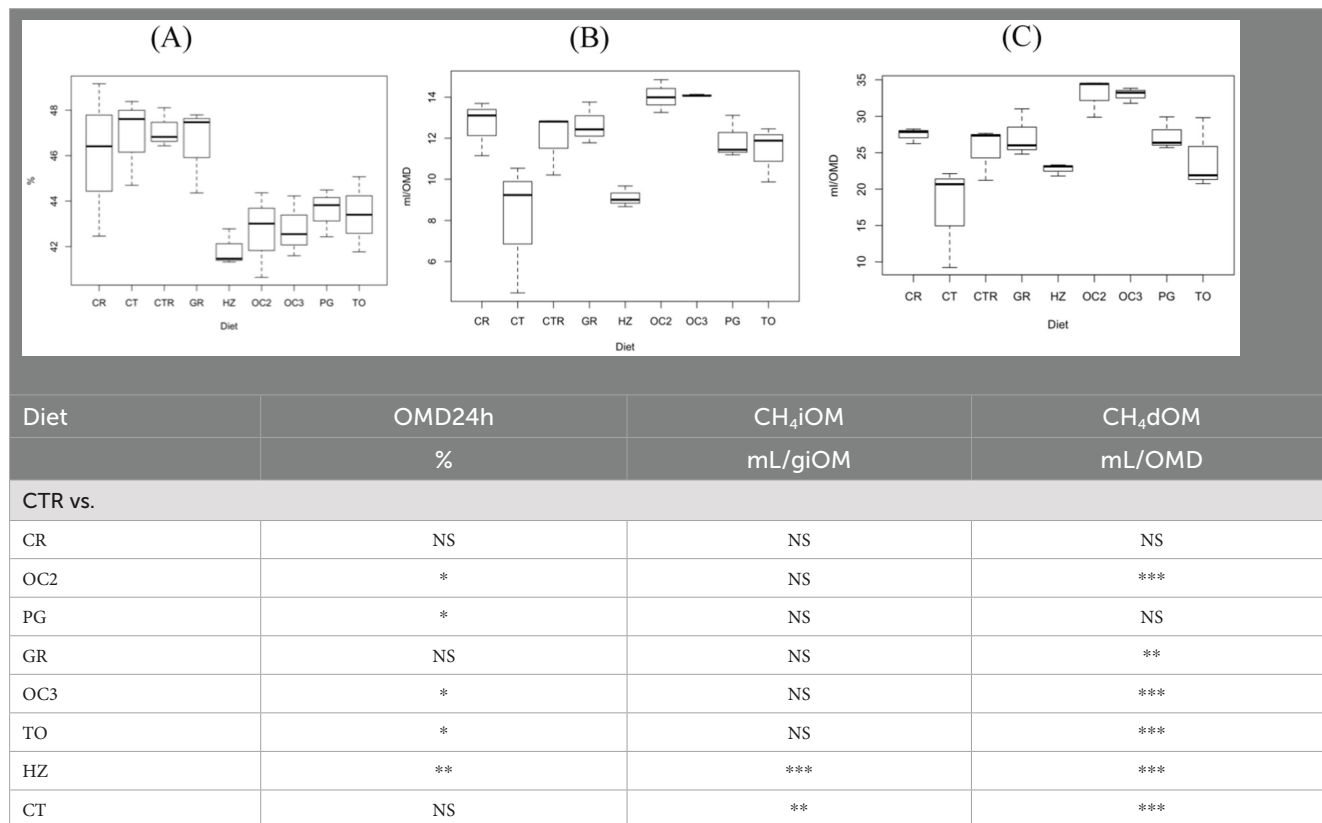 (A) (B) (C)
%
48
46
44
42
CR CT CTR GR HZ OC2 OC3 PG TO
Diet
ml/OMD
14
12
10
8
6
CR CT CTR GR HZ OC2 OC3 PG TO
Diet
ml/OMD
35
30
25
20
15
10
CR CT CTR GR HZ OC2 OC3 PG TO
Diet
Diet OMD24h CH₄iOM CH₄dOM
% mL/giOM mL/OMD
CTR vs.
CR NS NS NS
OC2 * NS ***
PG * NS NS
GR NS NS **
OC3 * NS ***
TO * NS ***
HZ ** *** ***
CT NS ** ***